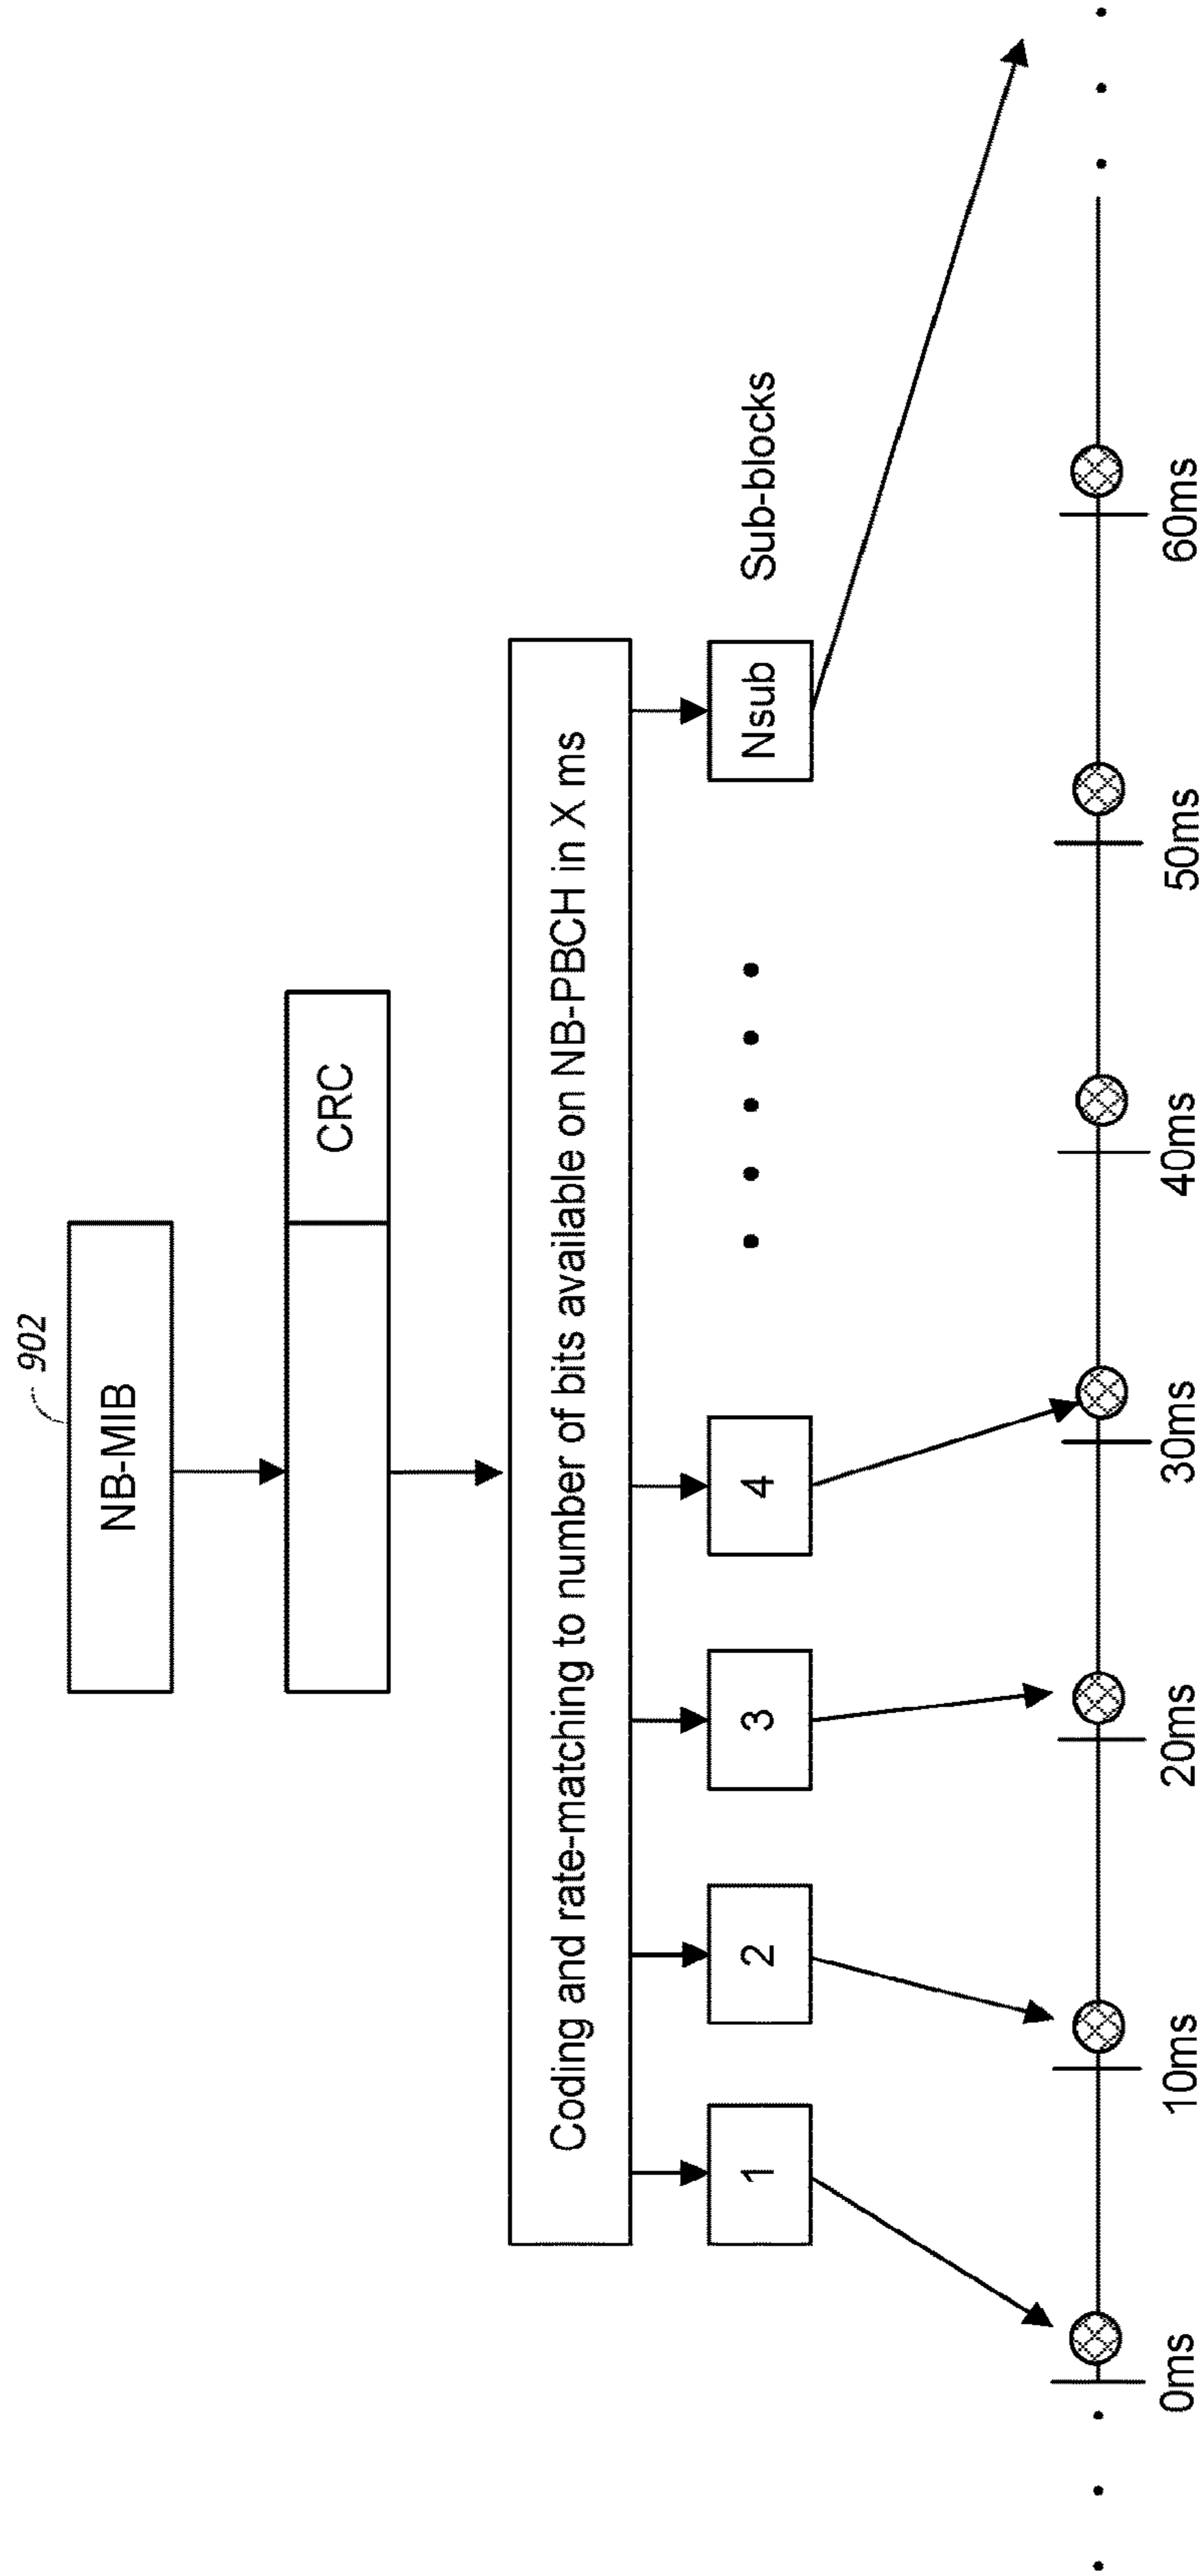 902
NB-MIB
CRC
Coding and rate-matching to number of bits available on NB-PBCH in X ms
1
2
3
4
Nsub
Sub-blocks
0ms
10ms
20ms
30ms
40ms
50ms
60ms